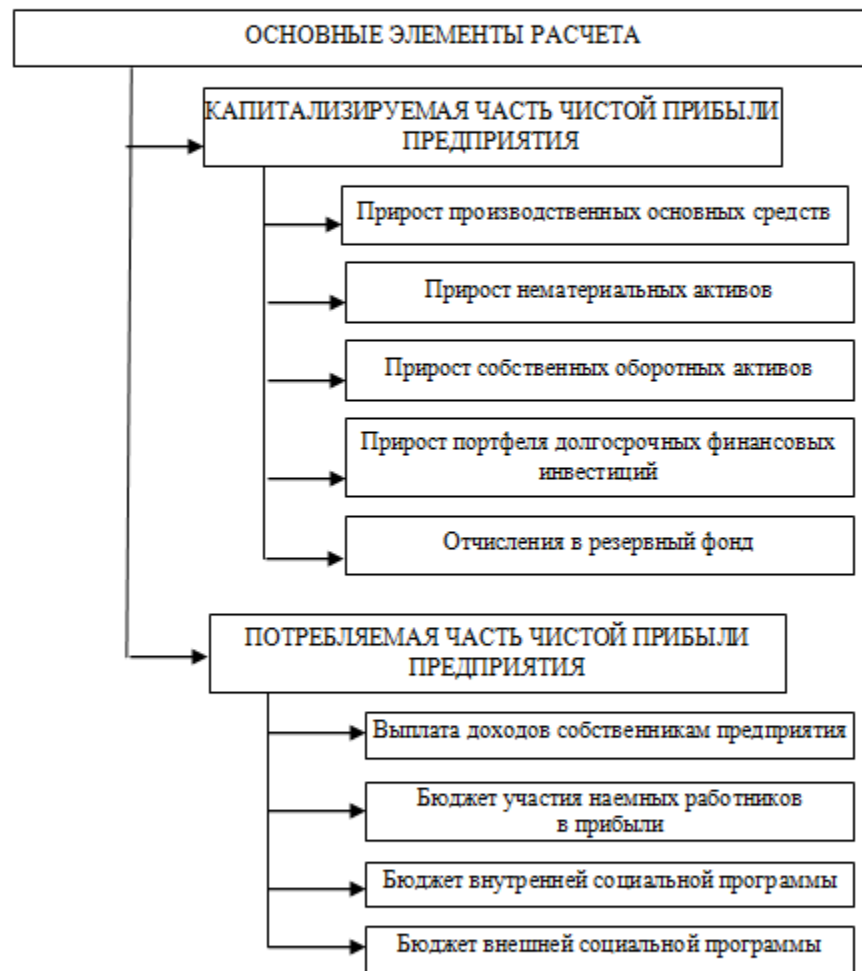 ОСНОВНЫЕ ЭЛЕМЕНТЫ РАСЧЕТА
КАПИТАЛИЗИРУЕМАЯ ЧАСТЬ ЧИСТОЙ ПРИБЫЛИ
ПРЕДПРИЯТИЯ
Прирост производственных основных средств
Прирост нематериальных активов
Прирост собственных оборотных активов
Прирост портфеля долгосрочных финансовых
инвестиций
Отчисления в резервный фонд
ПОТРЕБЛЯЕМАЯ ЧАСТЬ ЧИСТОЙ ПРИБЫЛИ
ПРЕДПРИЯТИЯ
Выплата доходов собственникам предприятия
Бюджет участия наемных работников
в прибыли
Бюджет внутренней социальной программы
Бюджет внешней социальной программы